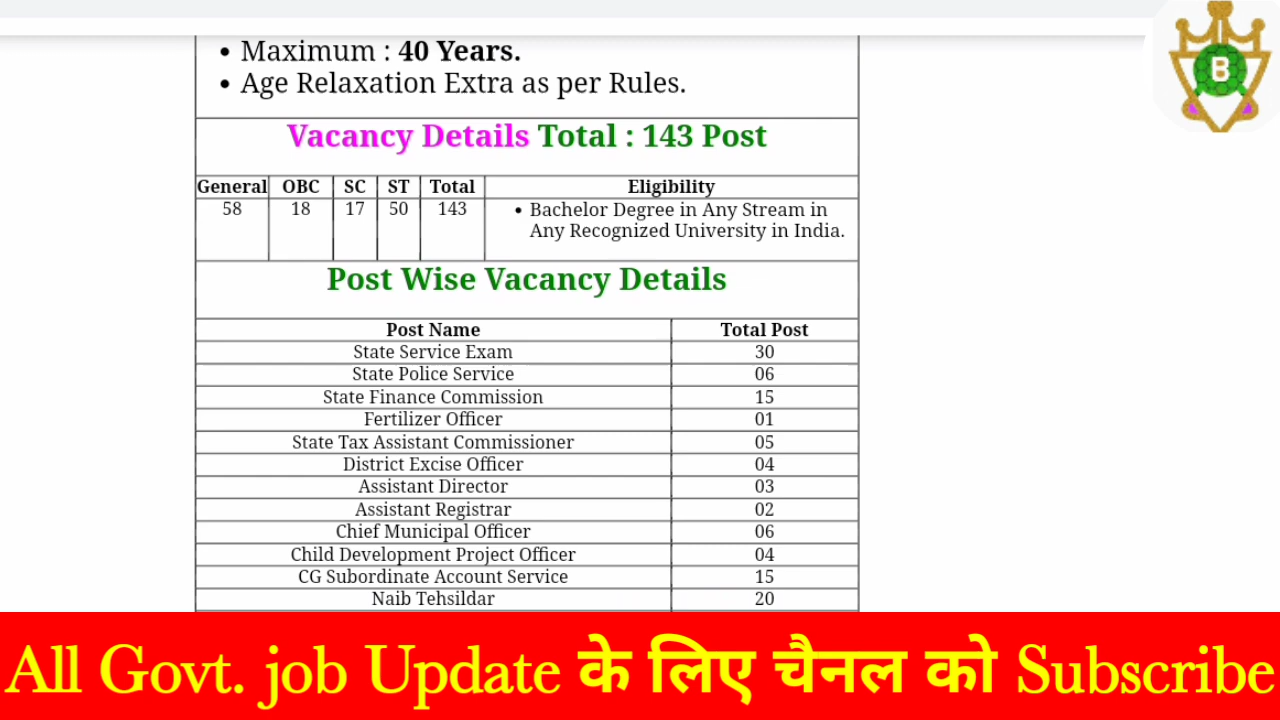 • Maximum : 40 Years.
• Age Relaxation Extra as per Rules.
B
Vacancy Details Total : 143 Post
General OBC SC ST Total Eligibility
58 18 17 50 143 • Bachelor Degree in Any Stream in
Any Recognized University in India.
Post Wise Vacancy Details
Post Name Total Post
State Service Exam 30
State Police Service 06
State Finance Commission 15
Fertilizer Officer 01
State Tax Assistant Commissioner 05
District Excise Officer 04
Assistant Director 03
Assistant Registrar 02
Chief Municipal Officer 06
Child Development Project Officer 04
CG Subordinate Account Service 15
Naib Tehsildar 20
All Govt. job Update के लिए चैनल को Subscribe